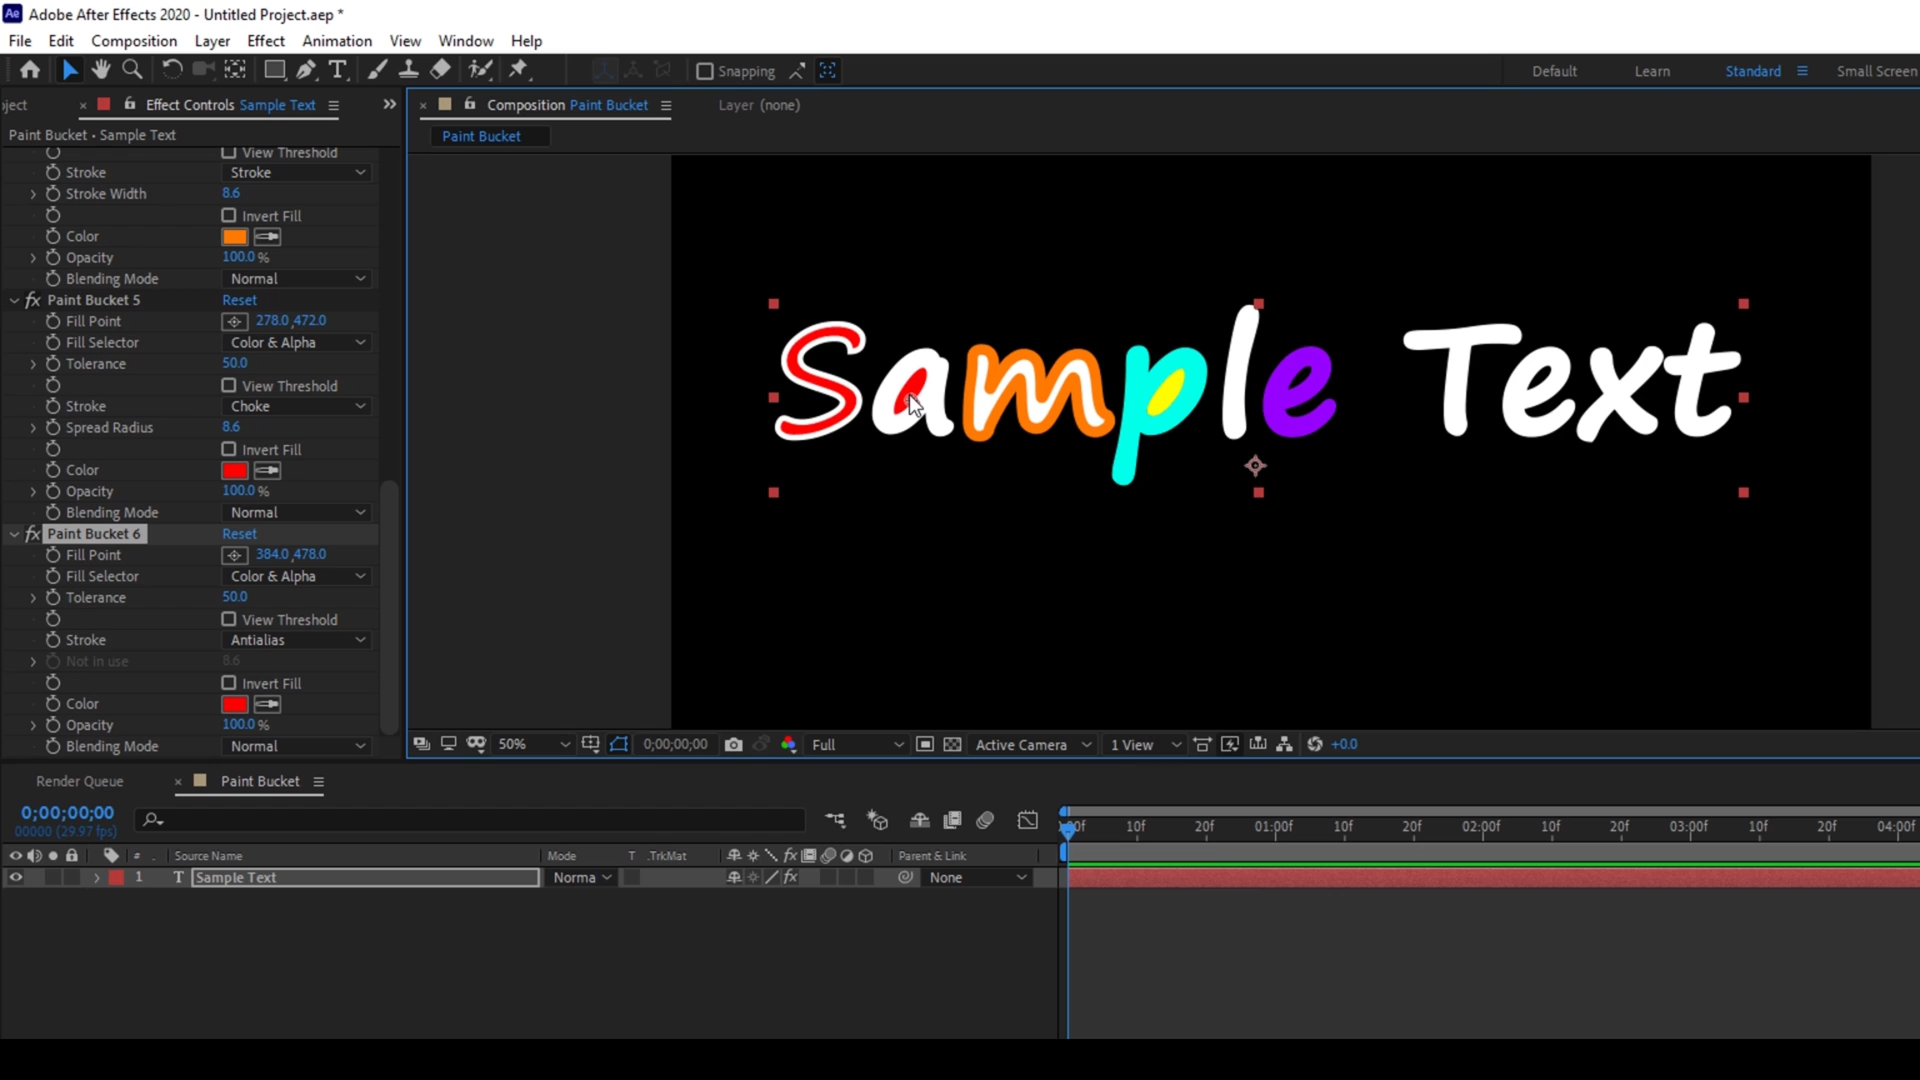 Ae Adobe After Effects 2020 - Untitled Project.aep *
File Edit Composition Layer Effect Animation View Window Help
T Snapping Default Learn Standard Small Screen
ject × Effect Controls Sample Text × Composition Paint Bucket Layer (none)
Paint Bucket • Sample Text
Paint Bucket
View Threshold
Stroke Stroke
Stroke Width 8.6
Invert Fill
Color
Opacity 100.0 %
Blending Mode Normal
fx Paint Bucket 5 Reset
Fill Point 278.0,472.0
Fill Selector Color & Alpha
Tolerance 50.0
View Threshold
Stroke Choke
Spread Radius 8.6
Invert Fill
Color
Opacity 100.0 %
Blending Mode Normal
fx Paint Bucket 6 Reset
Fill Point 384.0,478.0
Fill Selector Color & Alpha
Tolerance 50.0
View Threshold
Stroke Antialias
Not in use 8.6
Invert Fill
Color
Opacity 100.0 %
Blending Mode Normal
Sample Text
50% 0;00;00;00 Full Active Camera 1 View +0.0
Render Queue × Paint Bucket
0;00;00;00
00000 (29.97 fps)
10f 20f 01:00f 10f 20f 02:00f 10f 20f 03:00f 10f 20f 04:00f
# . Source Name Mode T .TrkMat fx Parent & Link
1 T Sample Text Norma fx None